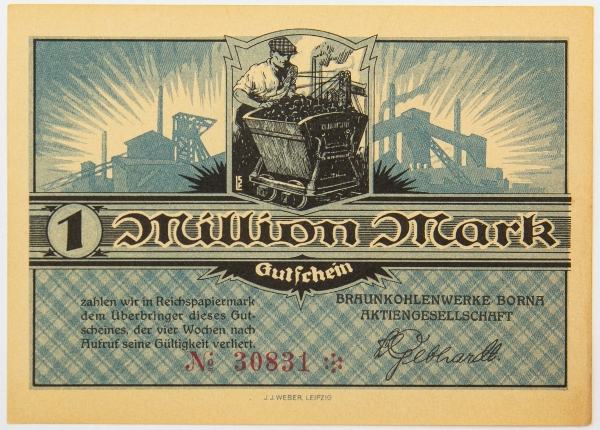 1 Million Mark
Gutschein
zahlen wir in Reichspapiermark
dem Überbringer dieses Gut-
scheines, der vier Wochen nach
Aufruf seine Gültigkeit verliert.
№ 30831 ❊
BRAUNKOHLENWERKE BORNA
AKTIENGESELLSCHAFT
Gebhardt.
J. J. WEBER, LEIPZIG